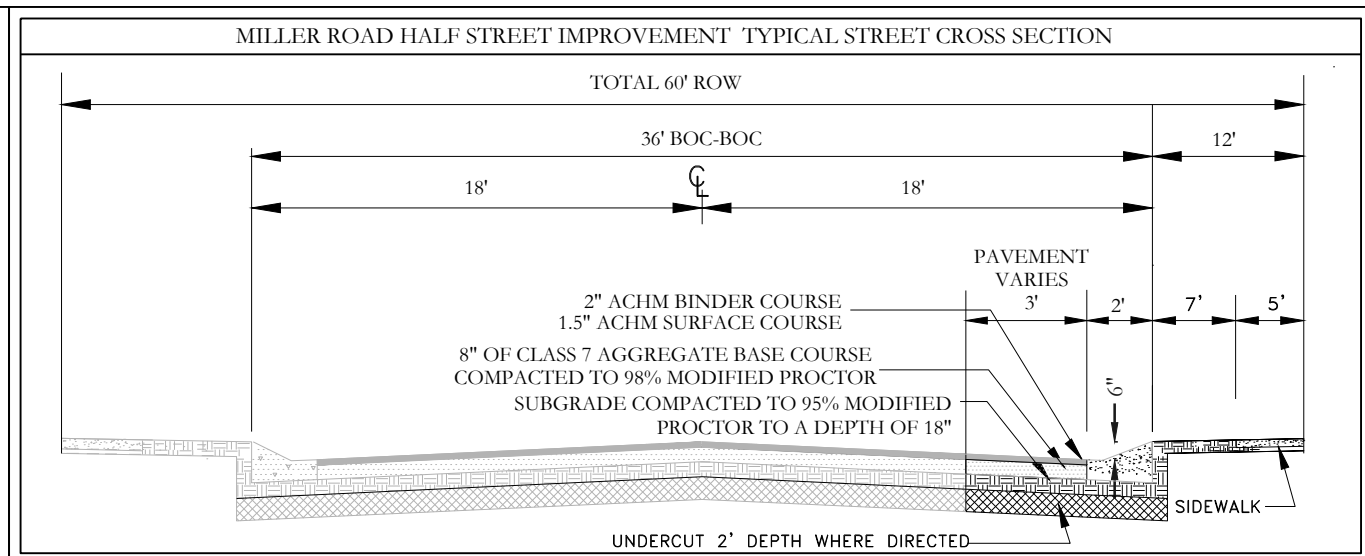 MILLER ROAD HALF STREET IMPROVEMENT TYPICAL STREET CROSS SECTION
TOTAL 60' ROW
36' BOC-BOC
12'
18'
℄
18'
PAVEMENT
VARIES
2" ACHM BINDER COURSE
1.5" ACHM SURFACE COURSE
3'
2'
7'
5'
8" OF CLASS 7 AGGREGATE BASE COURSE
COMPACTED TO 98% MODIFIED PROCTOR
6"
SUBGRADE COMPACTED TO 95% MODIFIED
PROCTOR TO A DEPTH OF 18"
SIDEWALK
UNDERCUT 2' DEPTH WHERE DIRECTED